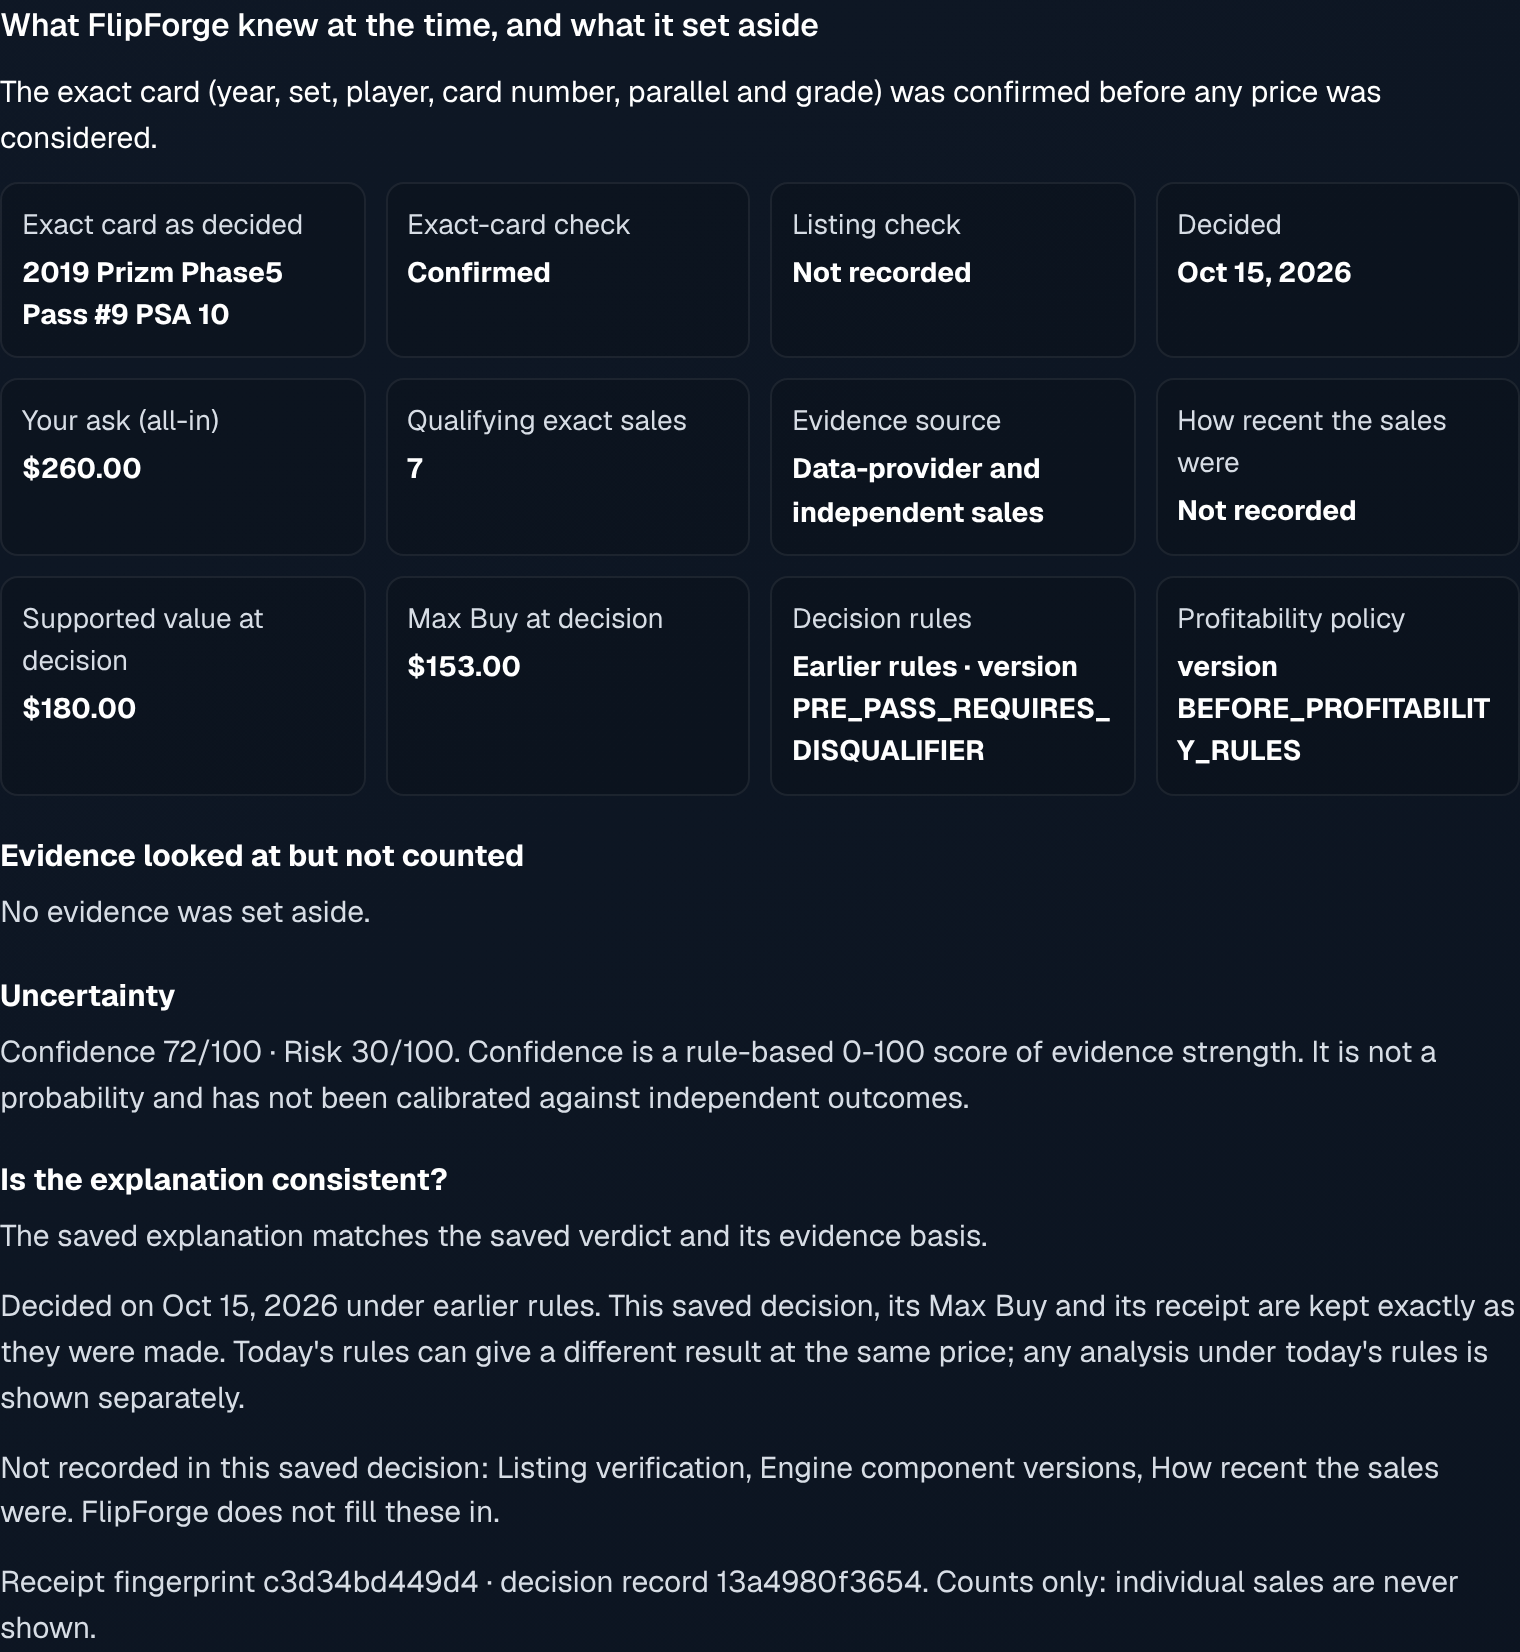 What FlipForge knew at the time, and what it set aside
The exact card (year, set, player, card number, parallel and grade) was confirmed before any price was
considered.
Exact card as decided
2019 Prizm Phase5
Pass #9 PSA 10
Exact-card check
Confirmed
Listing check
Not recorded
Decided
Oct 15, 2026
Your ask (all-in)
$260.00
Qualifying exact sales
7
Evidence source
Data-provider and
independent sales
How recent the sales
were
Not recorded
Supported value at
decision
$180.00
Max Buy at decision
$153.00
Decision rules
Earlier rules · version
PRE_PASS_REQUIRES_
DISQUALIFIER
Profitability policy
version
BEFORE_PROFITABILIT
Y_RULES
Evidence looked at but not counted
No evidence was set aside.
Uncertainty
Confidence 72/100 · Risk 30/100. Confidence is a rule-based 0-100 score of evidence strength. It is not a
probability and has not been calibrated against independent outcomes.
Is the explanation consistent?
The saved explanation matches the saved verdict and its evidence basis.
Decided on Oct 15, 2026 under earlier rules. This saved decision, its Max Buy and its receipt are kept exactly as
they were made. Today's rules can give a different result at the same price; any analysis under today's rules is
shown separately.
Not recorded in this saved decision: Listing verification, Engine component versions, How recent the sales
were. FlipForge does not fill these in.
Receipt fingerprint c3d34bd449d4 · decision record 13a4980f3654. Counts only: individual sales are never
shown.